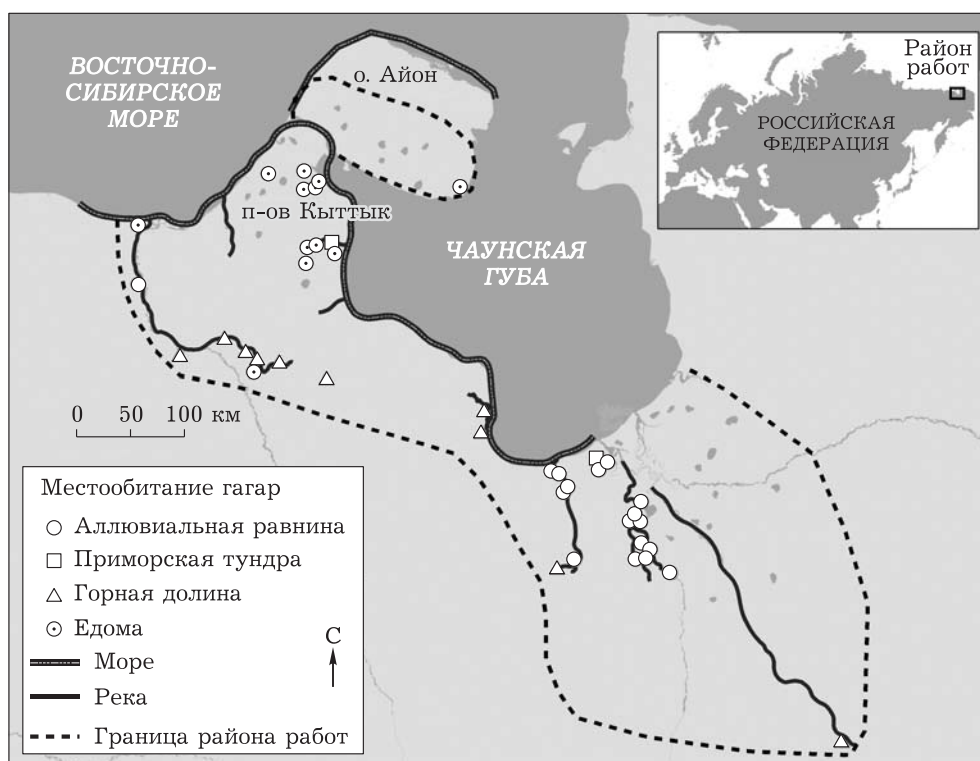 ВОСТОЧНО-
СИБИРСКОЕ
МОРЕ
о. Айон
Район
работ
РОССИЙСКАЯ
ФЕДЕРАЦИЯ
п-ов Кыттык
ЧАУНСКАЯ
ГУБА
0 50 100 км
Местообитание гагар
Аллювиальная равнина
Приморская тундра
Горная долина
Едома
С
Море
Река
Граница района работ